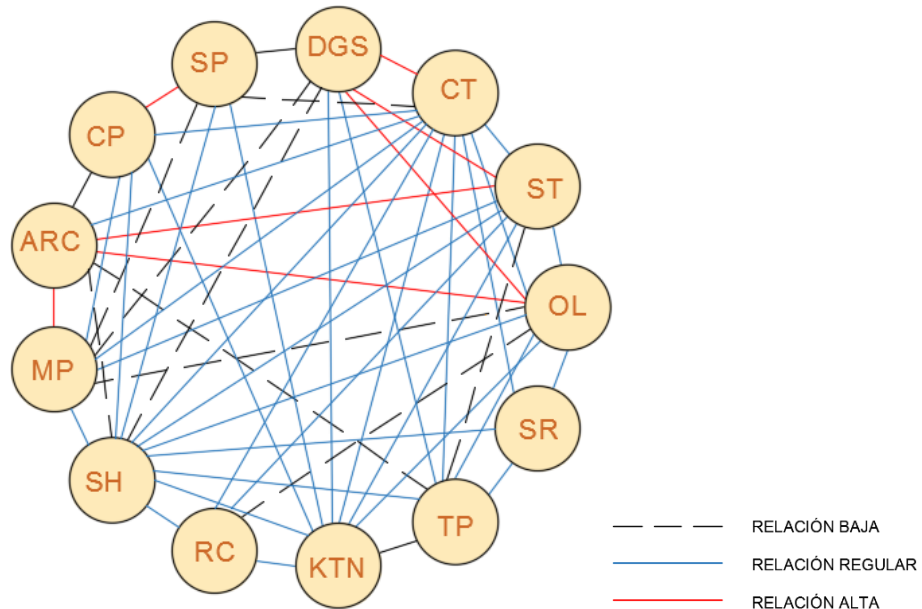 DGS
SP
CT
CP
ST
ARC
OL
MP
SR
SH
TP
RC
KTN
RELACIÓN BAJA
RELACIÓN REGULAR
RELACIÓN ALTA